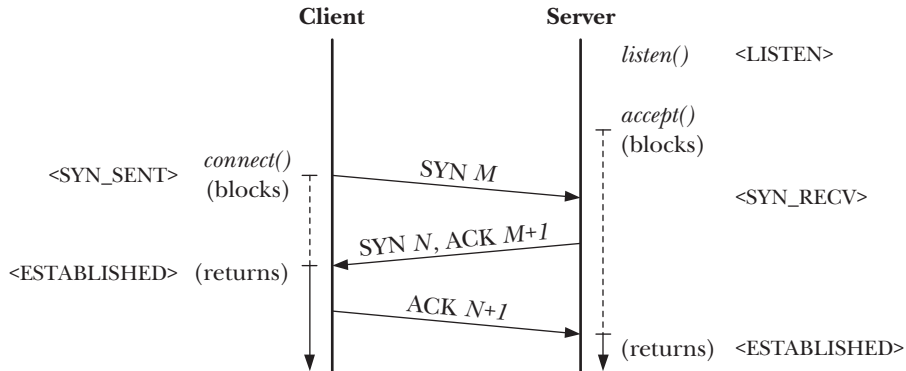 Client Server
listen() <LISTEN>
accept()
(blocks)
<SYN_SENT> connect()
(blocks)
SYN M
<SYN_RECV>
SYN N, ACK M+1
<ESTABLISHED> (returns)
ACK N+1
(returns) <ESTABLISHED>